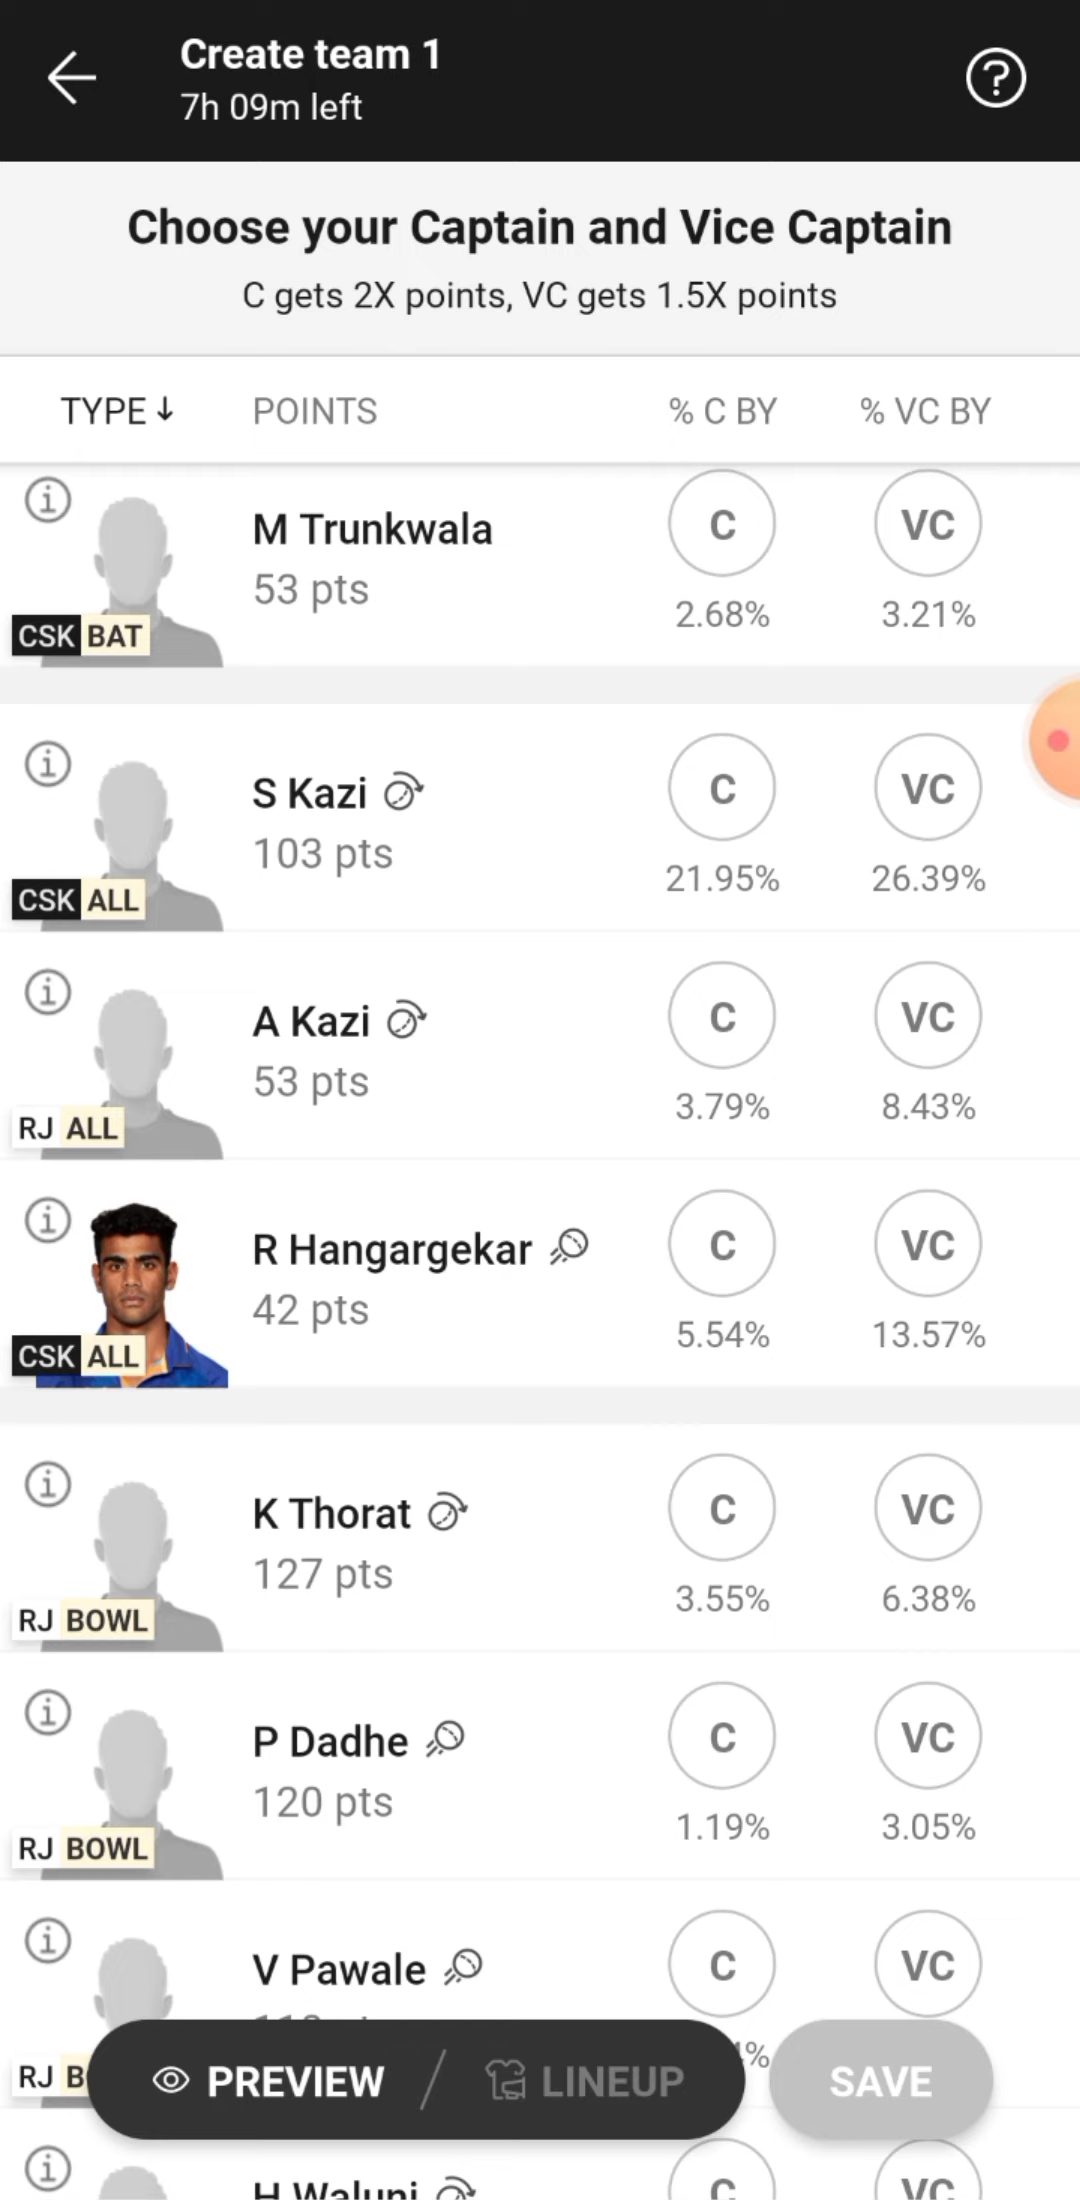 Create team 1
7h 09m left
Choose your Captain and Vice Captain
C gets 2X points, VC gets 1.5X points
TYPE↓ POINTS % C BY % VC BY
M Trunkwala C VC
53 pts
CSK BAT 2.68% 3.21%
S Kazi C VC
103 pts
CSK ALL 21.95% 26.39%
A Kazi C VC
53 pts
RJ ALL 3.79% 8.43%
R Hangargekar C VC
42 pts
CSK ALL 5.54% 13.57%
K Thorat C VC
127 pts
RJ BOWL 3.55% 6.38%
P Dadhe C VC
120 pts
RJ BOWL 1.19% 3.05%
V Pawale C VC
RJ
PREVIEW / LINEUP SAVE
C VC